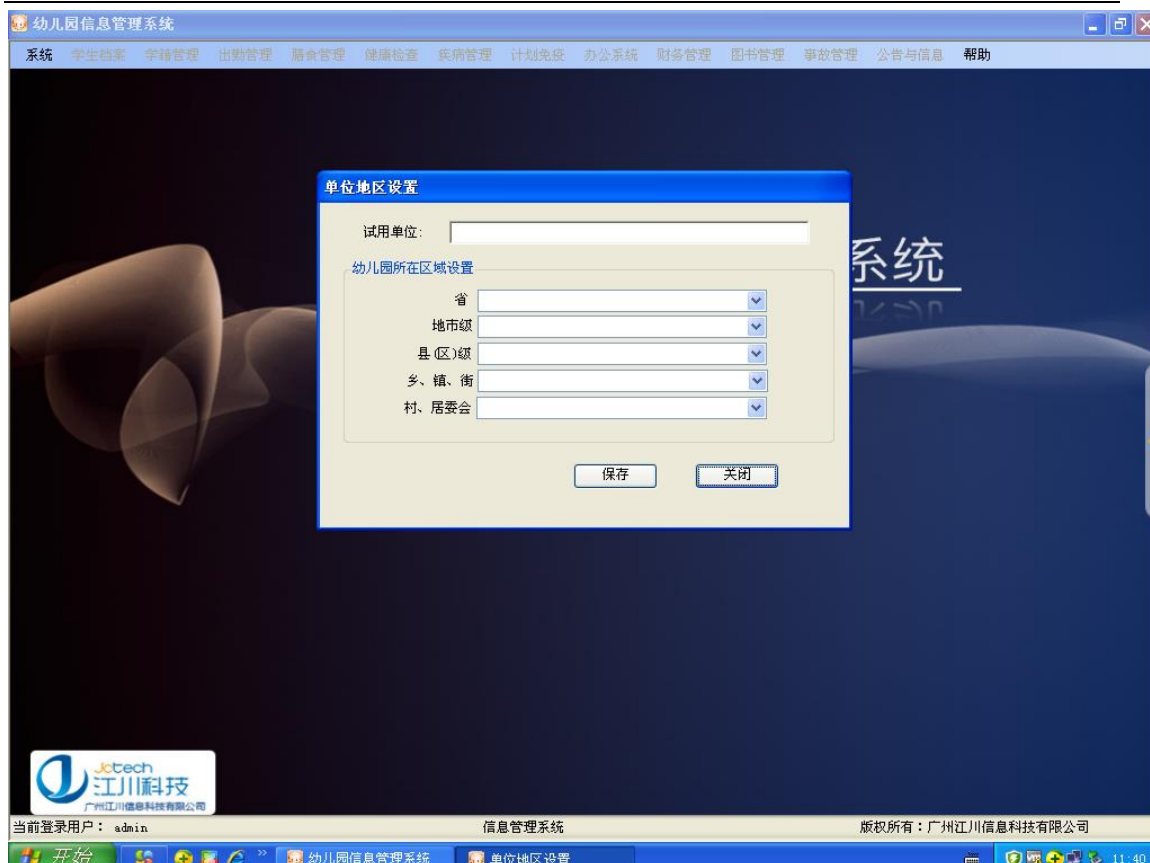 幼儿园信息管理系统
系统 学生档案 学籍管理 出勤管理 膳食管理 健康检查 疾病管理 计划免疫 办公系统 财务管理 图书管理 事故管理 公告与信息 帮助
单位地区设置
试用单位:
系统
幼儿园所在区域设置
省
地市级
县(区)级
乡、镇、街
村、居委会
保存 关闭
Jctech
江川科技
广州江川信息科技有限公司
当前登录用户: admin 信息管理系统 版权所有：广州江川信息科技有限公司
开始 » 幼儿园信息管理系统 单位地区设置 11:40